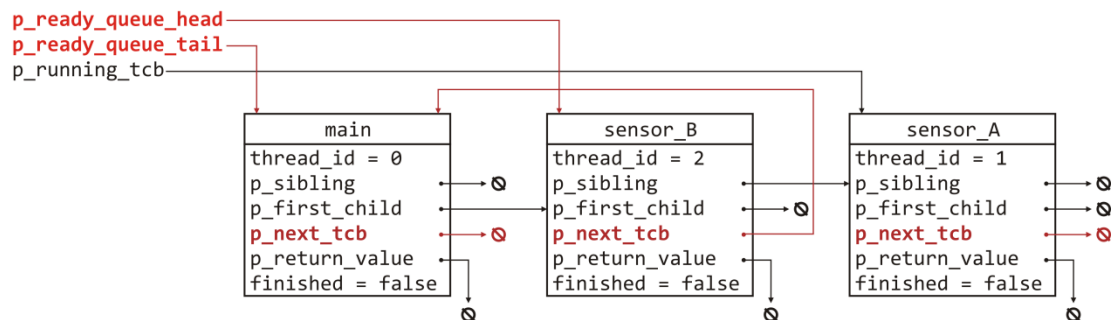 p_ready_queue_head
p_ready_queue_tail
p_running_tcb
main
thread_id = 0
p_sibling
p_first_child
p_next_tcb
p_return_value
finished = false
sensor_B
thread_id = 2
p_sibling
p_first_child
p_next_tcb
p_return_value
finished = false
sensor_A
thread_id = 1
p_sibling
p_first_child
p_next_tcb
p_return_value
finished = false